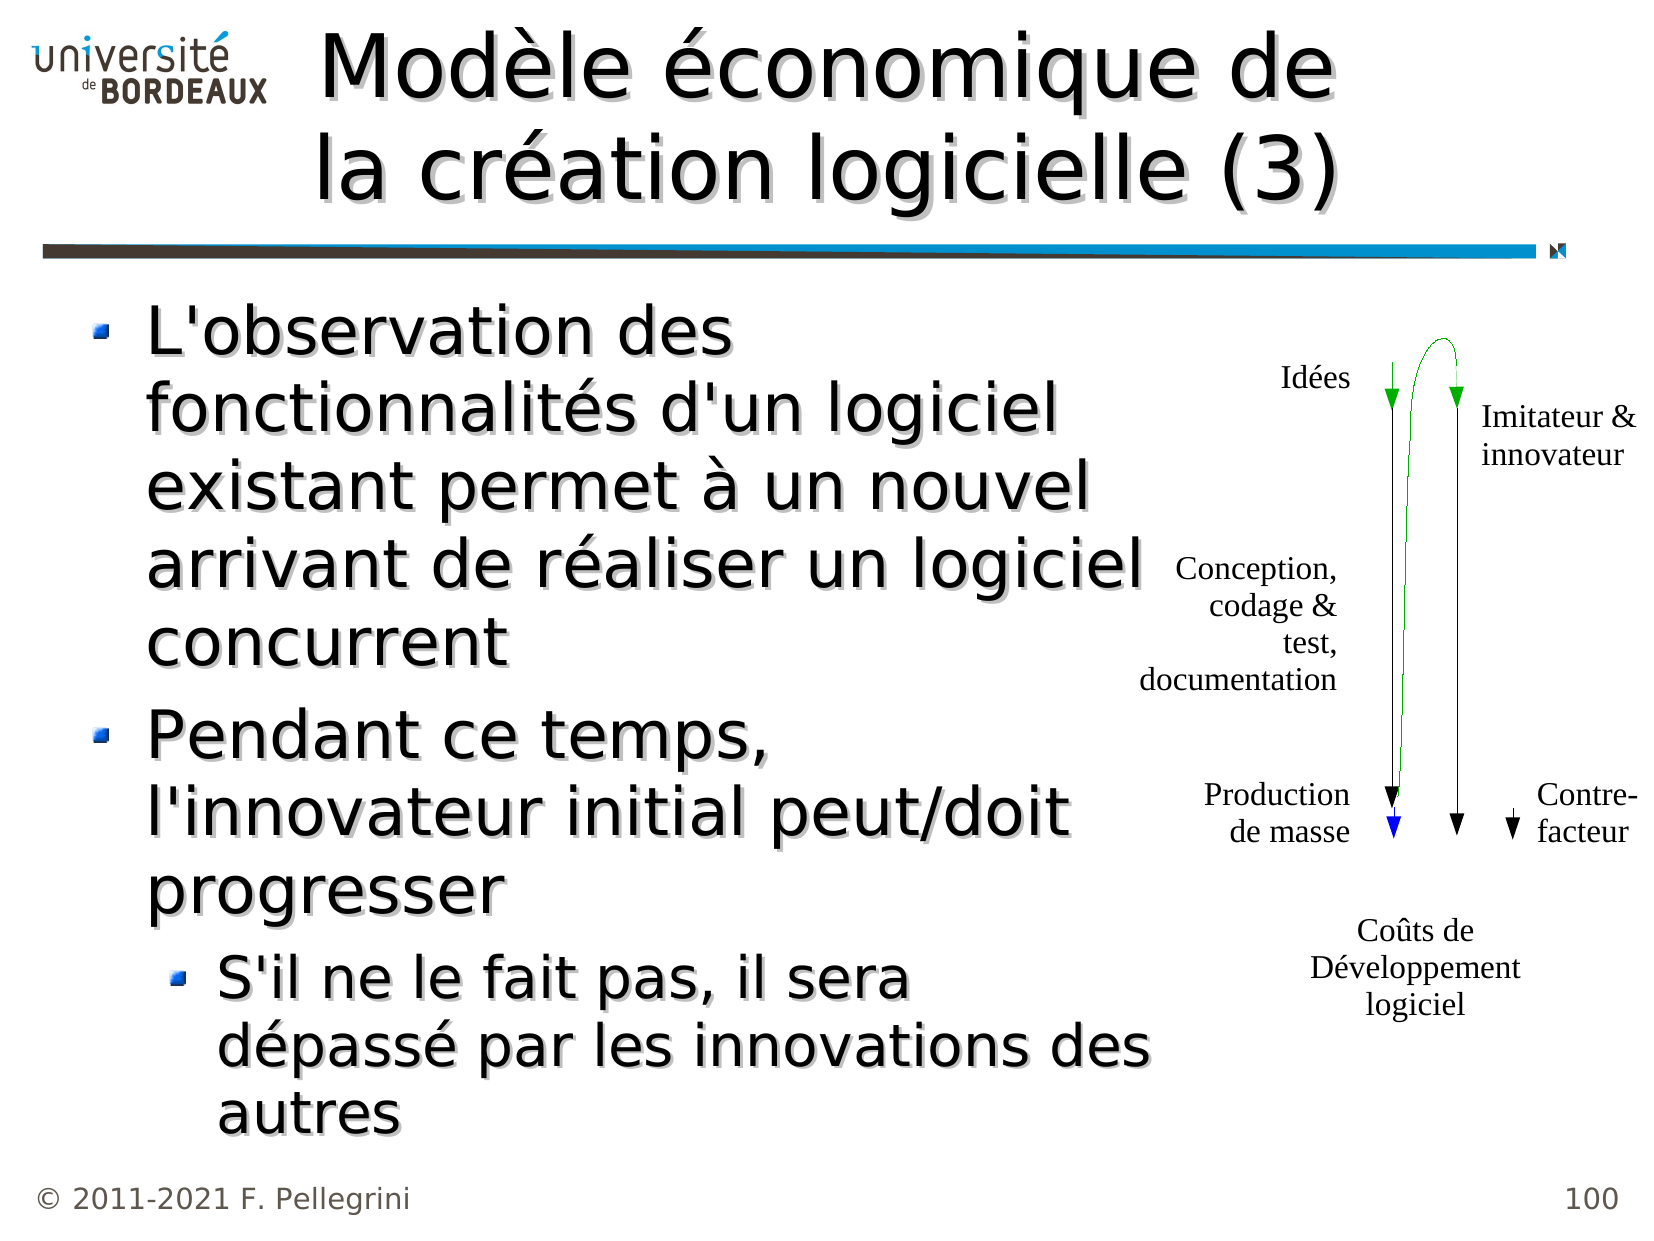 université
de BORDEAUX
Modèle économique de
la création logicielle (3)
L'observation des
fonctionnalités d'un logiciel
existant permet à un nouvel
arrivant de réaliser un logiciel
concurrent
Pendant ce temps,
l'innovateur initial peut/doit
progresser
S'il ne le fait pas, il sera
dépassé par les innovations des
autres
Idées
Imitateur &
innovateur
Conception,
codage &
test,
documentation
Production
de masse
Contre-
facteur
Coûts de
Développement
logiciel
© 2011-2021 F. Pellegrini
100